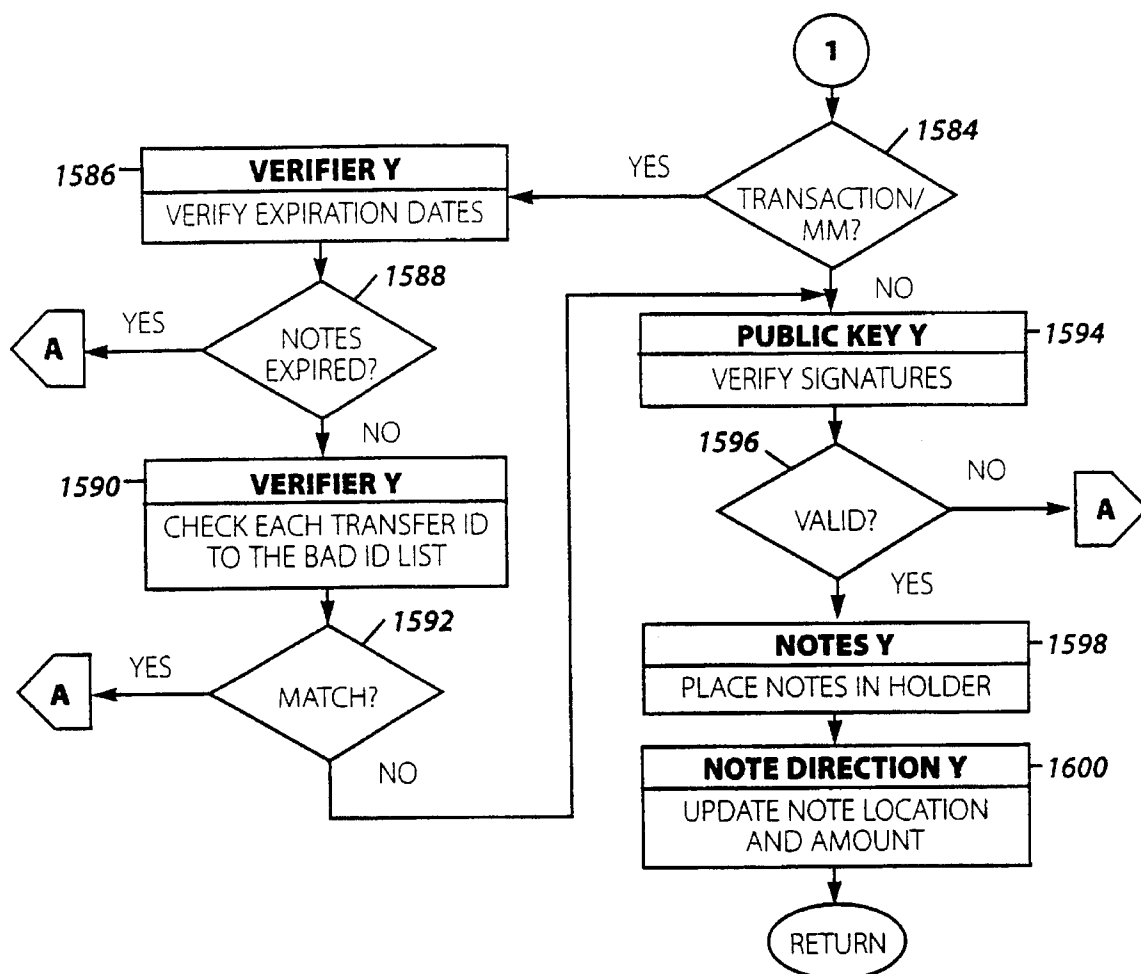 1
1584
TRANSACTION/
MM?
YES
1586
VERIFIER Y
VERIFY EXPIRATION DATES
1588
NOTES
EXPIRED?
YES
A
NO
1590
VERIFIER Y
CHECK EACH TRANSFER ID
TO THE BAD ID LIST
1592
MATCH?
YES
A
NO
NO
PUBLIC KEY Y
1594
VERIFY SIGNATURES
1596
VALID?
NO
A
YES
NOTES Y
1598
PLACE NOTES IN HOLDER
NOTE DIRECTION Y
1600
UPDATE NOTE LOCATION
AND AMOUNT
RETURN